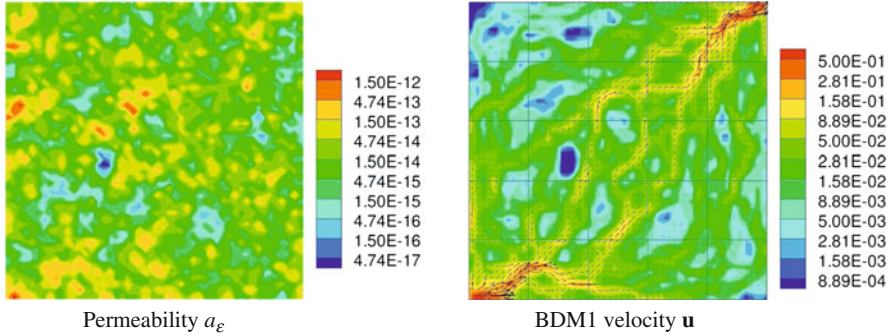 1.50E-12
4.74E-13
1.50E-13
4.74E-14
1.50E-14
4.74E-15
1.50E-15
4.74E-16
1.50E-16
4.74E-17
Permeability aε
5.00E-01
2.81E-01
1.58E-01
8.89E-02
5.00E-02
2.81E-02
1.58E-02
8.89E-03
5.00E-03
2.81E-03
1.58E-03
8.89E-04
BDM1 velocity u